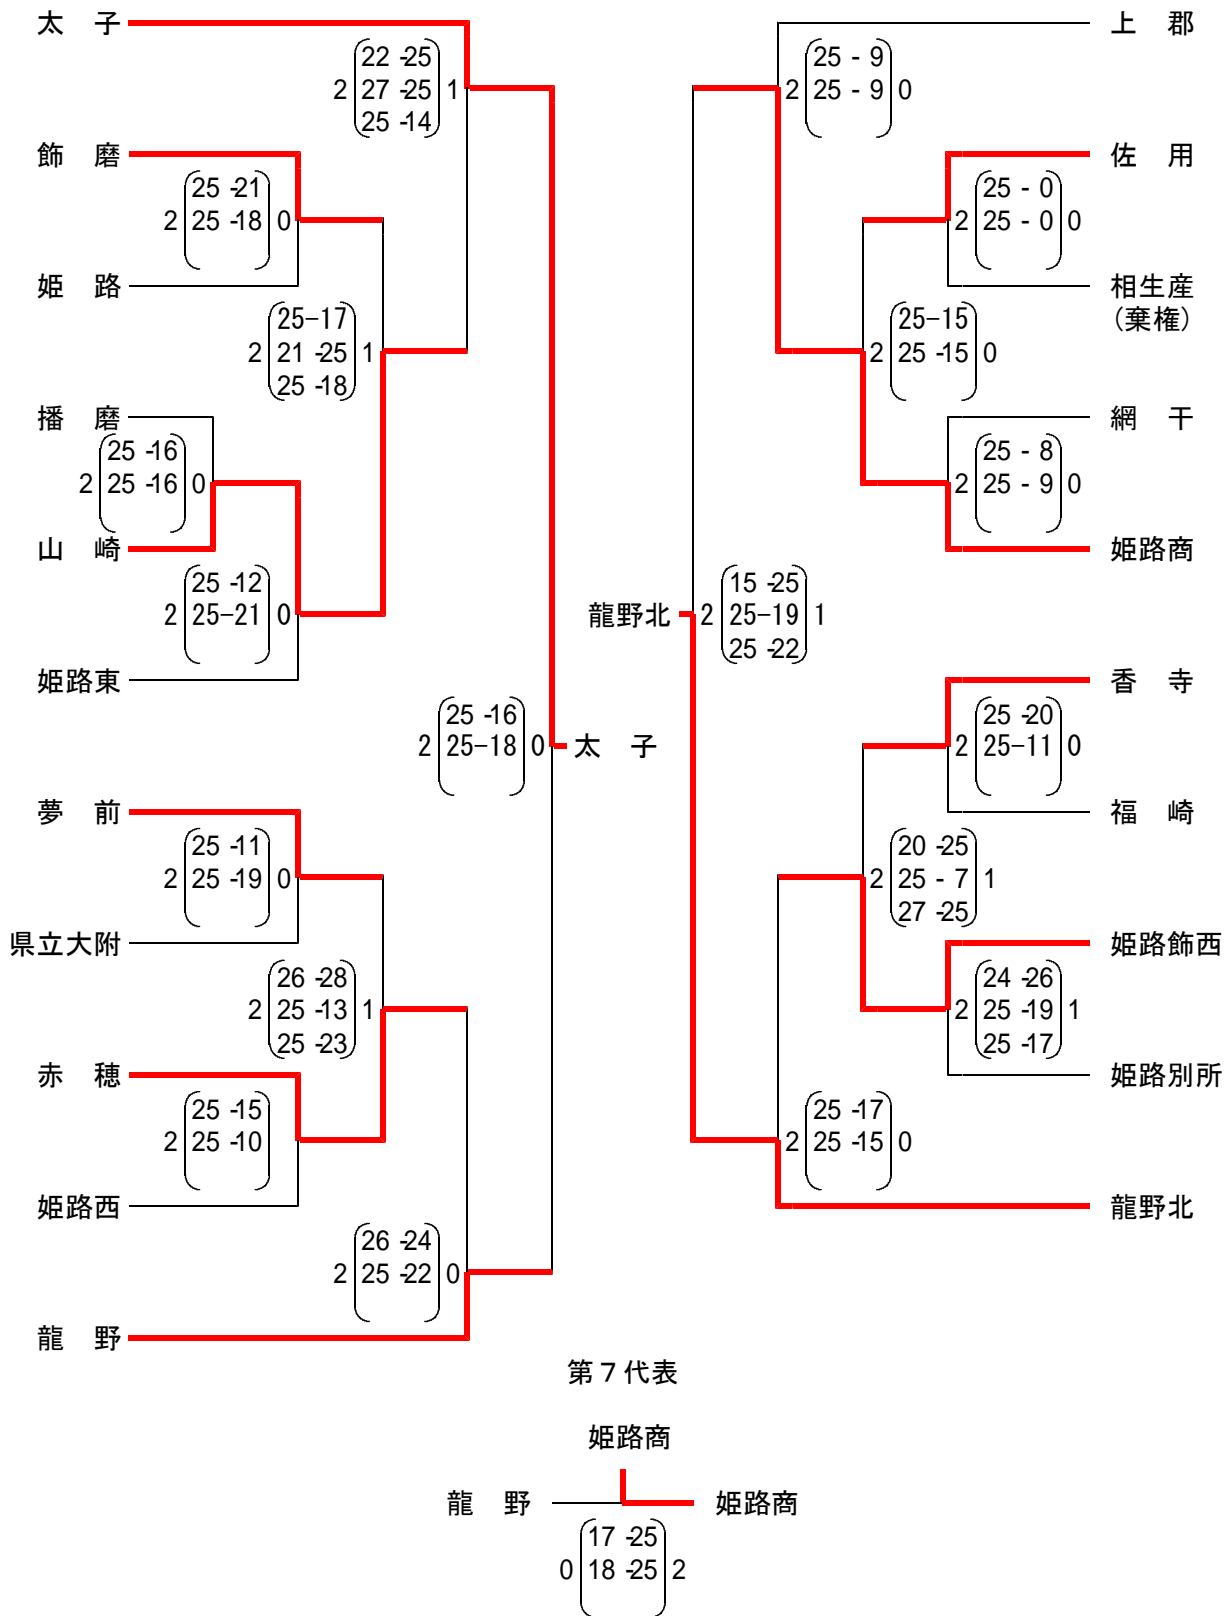 太　子
22 -25
2 27 -25 1
25 -14
飾　磨
25 -21
2 25 -18 0
姫　路
25-17
2 21 -25 1
25 -18
播　磨
25 -16
2 25 -16 0
山　崎
25 -12
2 25-21 0
姫路東
25 -16
2 25-18 0
太　子
夢　前
25 -11
2 25 -19 0
県立大附
26 -28
2 25 -13 1
25 -23
赤　穂
25 -15
2 25 -10
姫路西
26 -24
2 25 -22 0
龍　野
上　郡
25 - 9
2 25 - 9 0
佐　用
25 - 0
2 25 - 0 0
相生産
(棄権)
25-15
2 25 -15 0
網　干
25 - 8
2 25 - 9 0
姫路商
龍野北
15 -25
2 25-19 1
25 -22
香　寺
25 -20
2 25-11 0
福　崎
20 -25
2 25 - 7 1
27 -25
姫路飾西
24 -26
2 25 -19 1
25 -17
姫路別所
25 -17
2 25 -15 0
龍野北
第７代表
姫路商
龍　野
姫路商
17 -25
0 18 -25 2